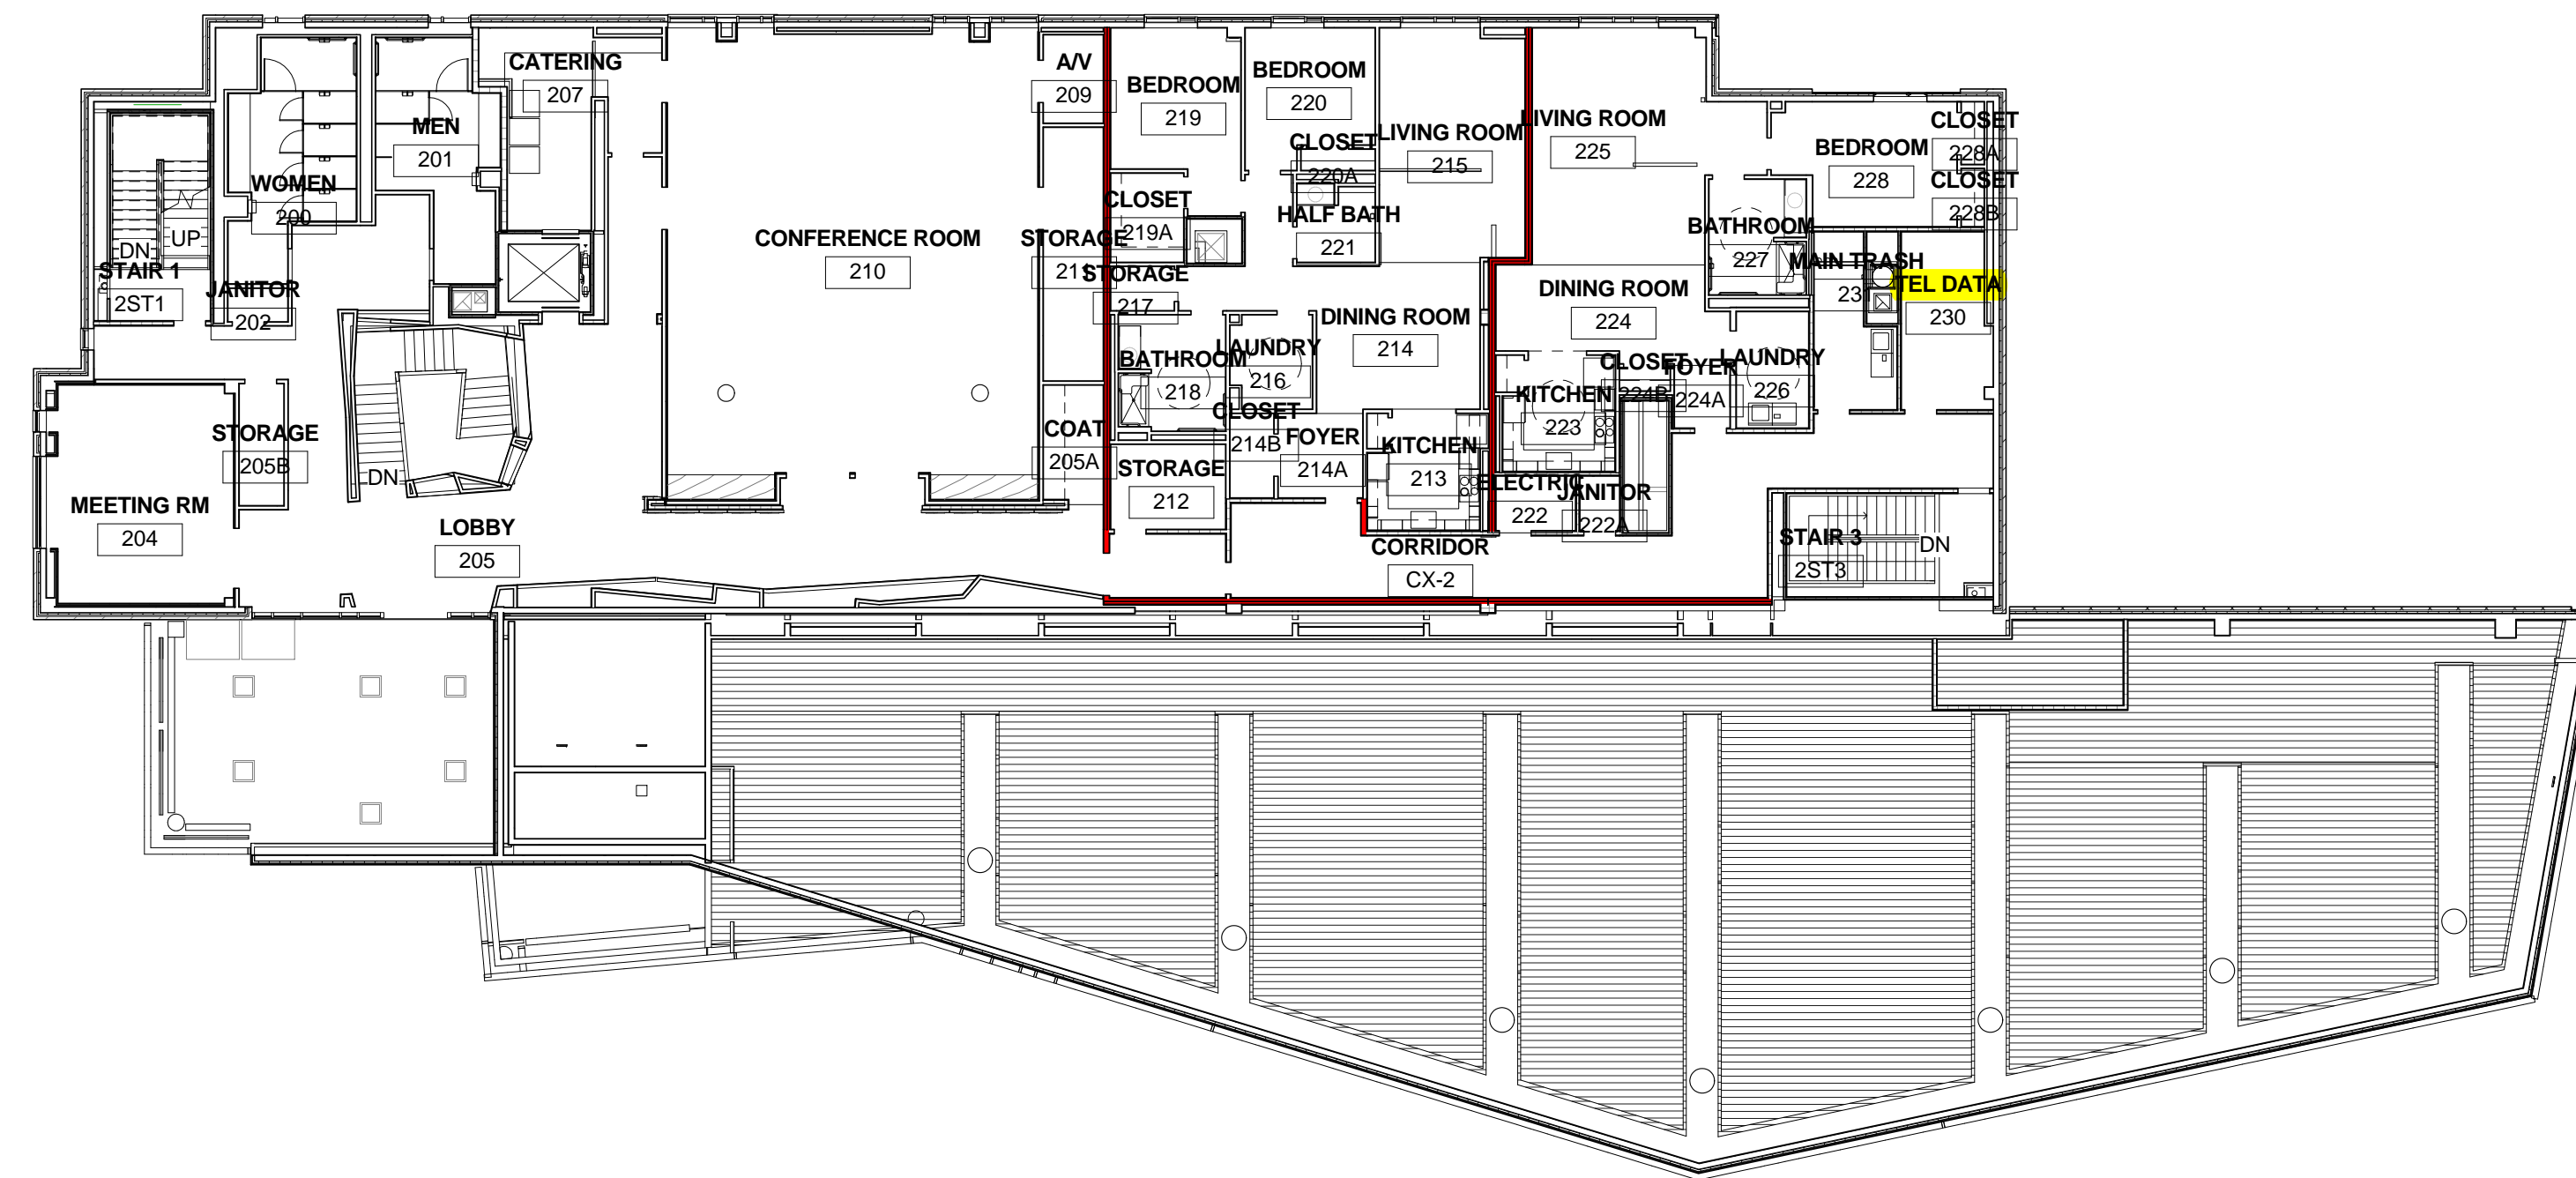 CATERING
207
A/V
209
BEDROOM
219
BEDROOM
220
CLOSET
220A
LIVING ROOM
215
LIVING ROOM
225
BEDROOM
228
CLOSET
228A
CLOSET
228B
MEN
201
WOMEN
200
DN
UP
STAIR 1
2ST1
JANITOR
202
CONFERENCE ROOM
210
STORAGE
211
CLOSET
219A
STORAGE
217
HALF BATH
221
BATHROOM
227
MAIN TRASH
231
TEL DATA
230
DINING ROOM
214
DINING ROOM
224
BATHROOM
218
LAUNDRY
216
CLOSET
224B
FOYER
224A
LAUNDRY
226
KITCHEN
223
STORAGE
205B
DN
COAT
205A
CLOSET
214B
FOYER
214A
KITCHEN
213
STORAGE
212
ELECTRIC
222
JANITOR
222A
MEETING RM
204
LOBBY
205
CORRIDOR
CX-2
STAIR 3
2ST3
DN